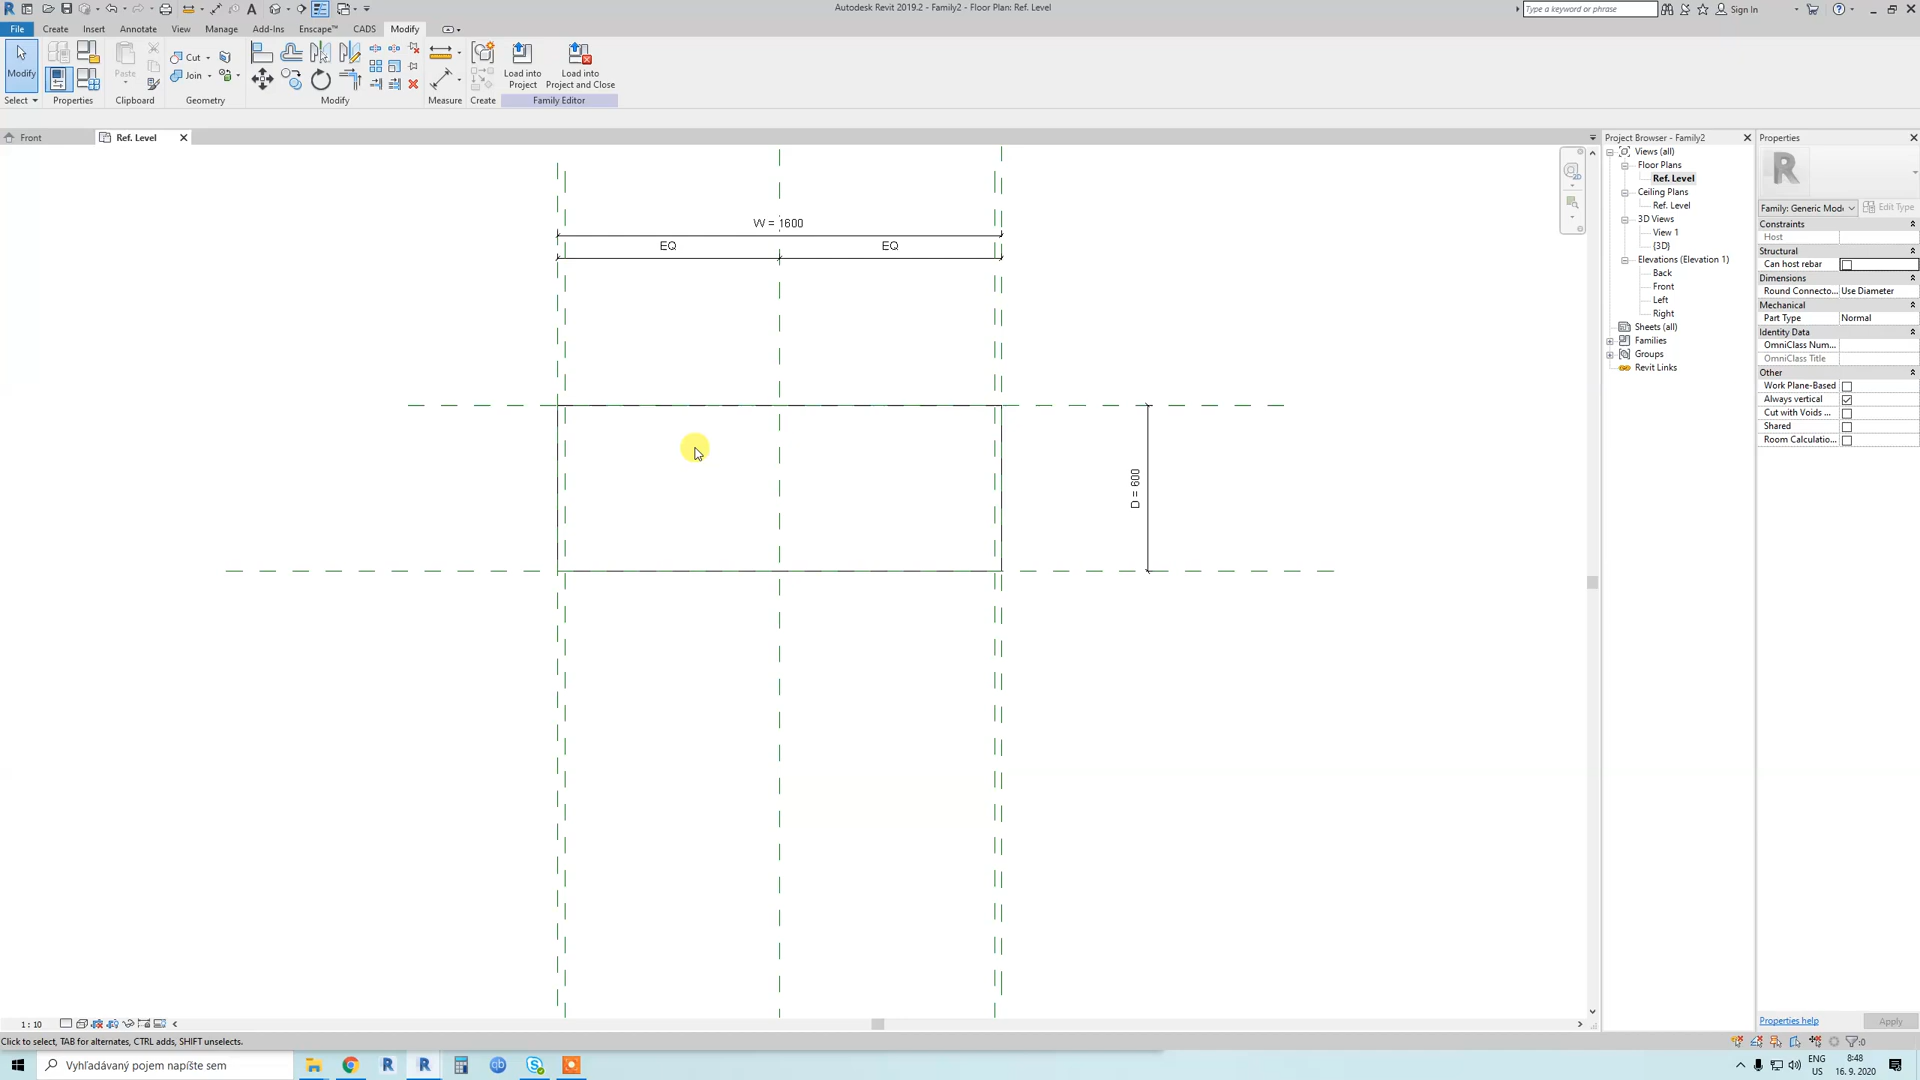 Autodesk Revit 2019.2 - Family2 - Floor Plan: Ref. Level
Type a keyword or phrase
Sign In
File
Create
Insert
Annotate
View
Manage
Add-Ins
Enscape™
CADS
Modify
Modify
Paste
Cut
Join
Load into
Project
Load into
Project and Close
Select
Properties
Clipboard
Geometry
Modify
Measure
Create
Family Editor
Front
Ref. Level
W = 1600
EQ
EQ
D = 600
Project Browser - Family2
Views (all)
Floor Plans
Ref. Level
Ceiling Plans
Ref. Level
3D Views
View 1
{3D}
Elevations (Elevation 1)
Back
Front
Left
Right
Sheets (all)
Families
Groups
Revit Links
Properties
R
Family: Generic Mode
Edit Type
Constraints
Host
Structural
Can host rebar
Dimensions
Round Connecto... Use Diameter
Mechanical
Part Type Normal
Identity Data
OmniClass Num...
OmniClass Title
Other
Work Plane-Based
Always vertical
Cut with Voids ...
Shared
Room Calculatio...
Properties help
Apply
1 : 10
Click to select, TAB for alternates, CTRL adds, SHIFT unselects.
:0
Vyhľadávaný pojem napíšte sem
ENG
US
8:48
16. 9. 2020